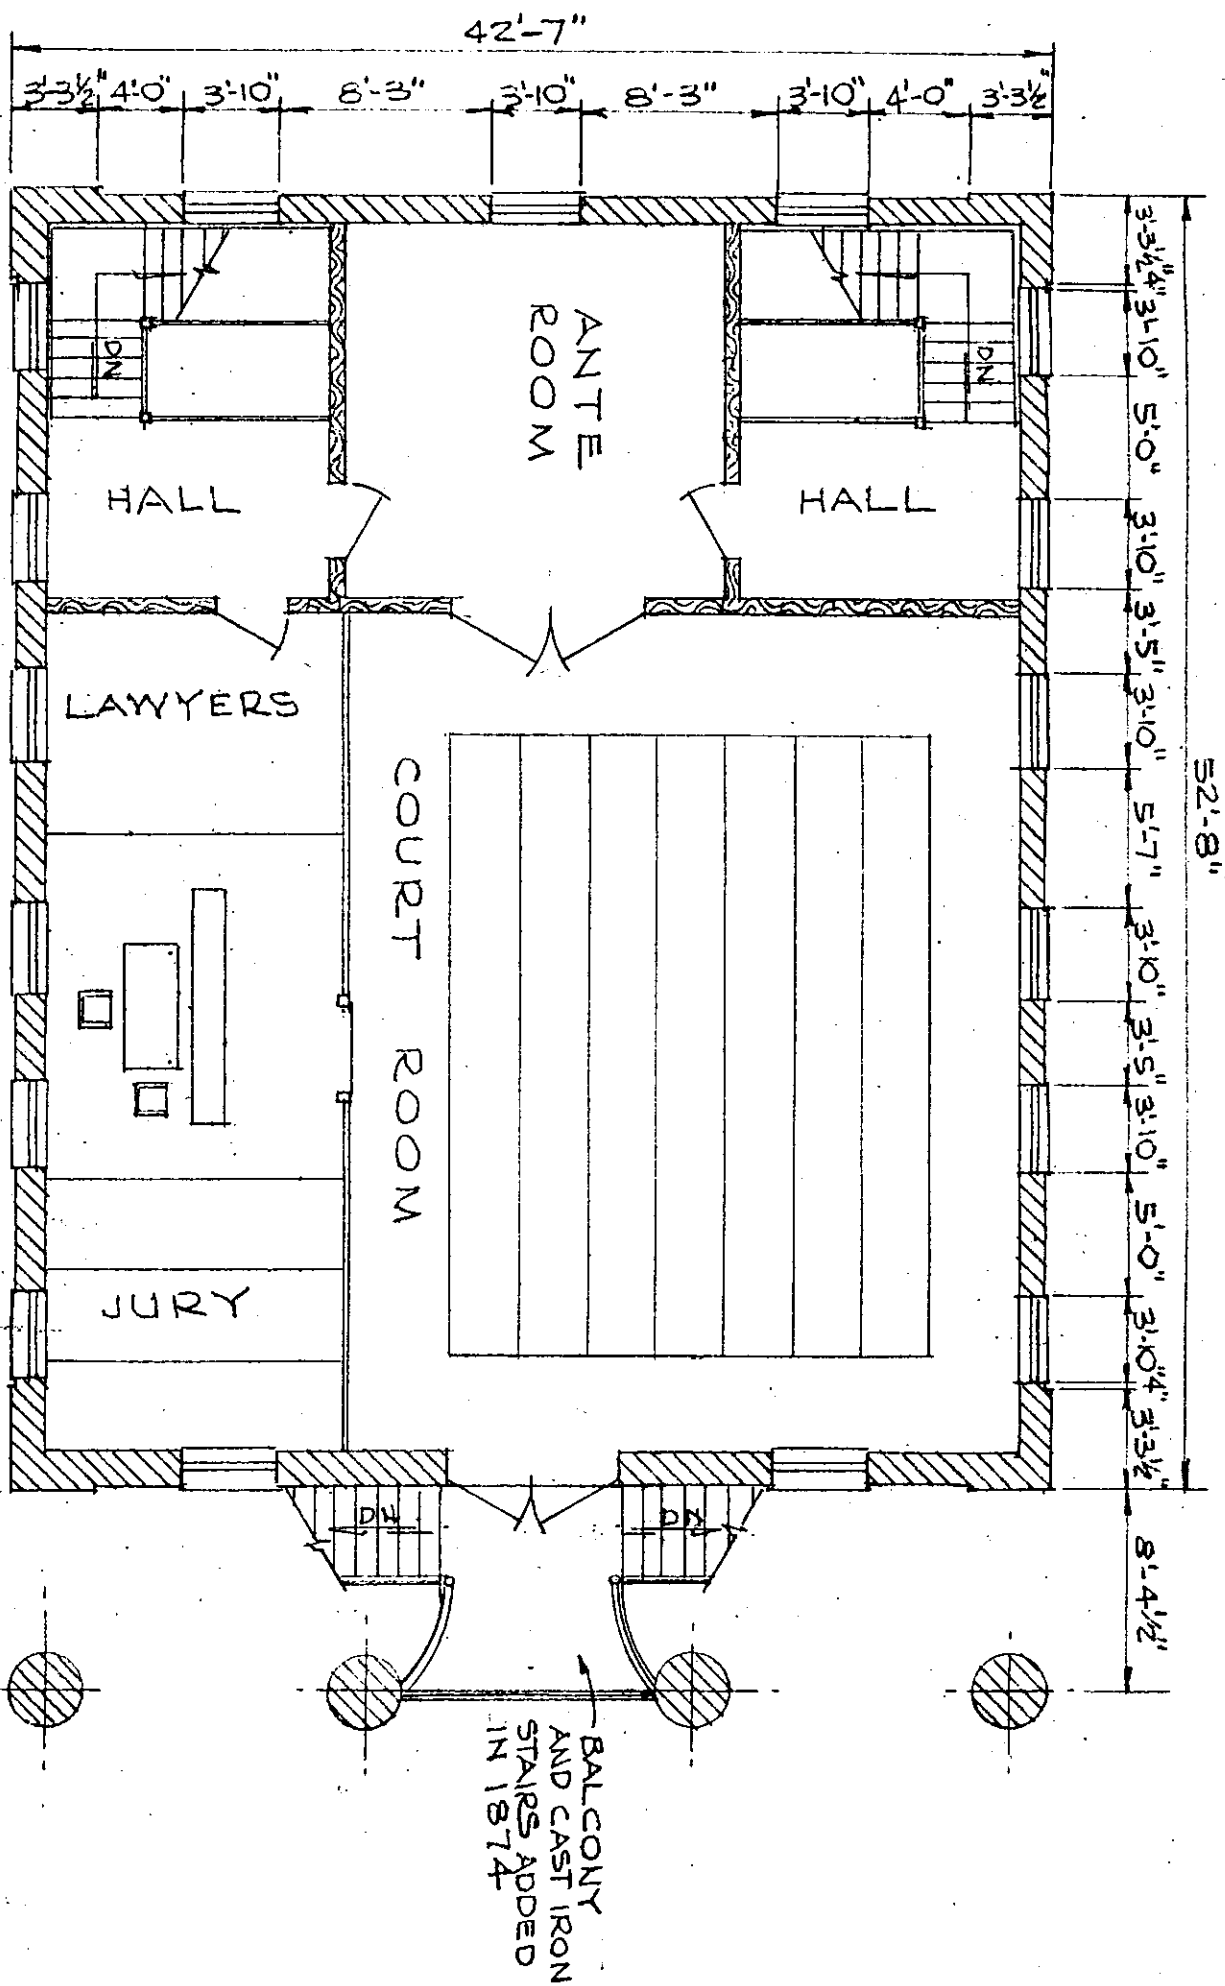 42'-7"
3'-3½" 4'-0" 3'-10" 8'-3" 3'-10" 8'-3" 3'-10" 4'-0" 3'-3½"
52'-8"
3'-3½" 4" 3'-10" 5'-0" 3'-10" 3'-5" 3'-10" 5'-7" 3'-10" 3'-5" 3'-10" 5'-0" 3'-10" 4" 3'-3½" 8'-4½"
DN
DN
ANTE
ROOM
HALL
HALL
LAWYERS
COURT ROOM
JURY
DN
DN
BALCONY
AND CAST IRON
STAIRS ADDED
IN 1874